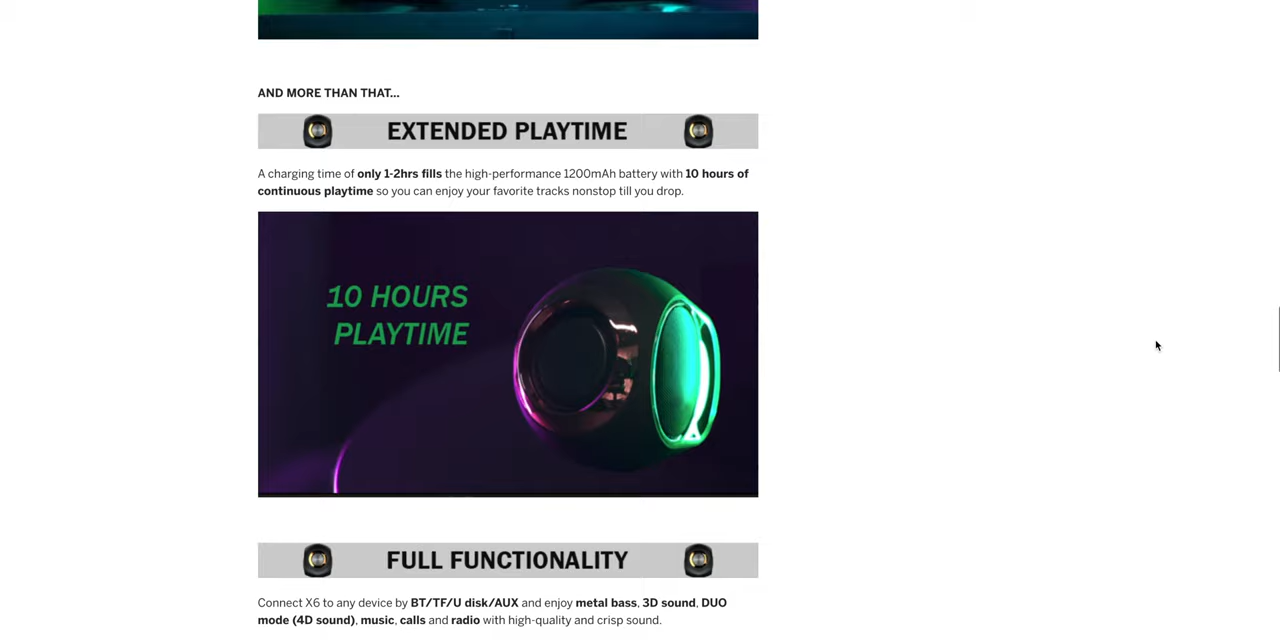 AND MORE THAN THAT...
EXTENDED PLAYTIME
A charging time of only 1-2hrs fills the high-performance 1200mAh battery with 10 hours of
continuous playtime so you can enjoy your favorite tracks nonstop till you drop.
10 HOURS
PLAYTIME
FULL FUNCTIONALITY
Connect X6 to any device by BT/TF/U disk/AUX and enjoy metal bass, 3D sound, DUO
mode (4D sound), music, calls and radio with high-quality and crisp sound.